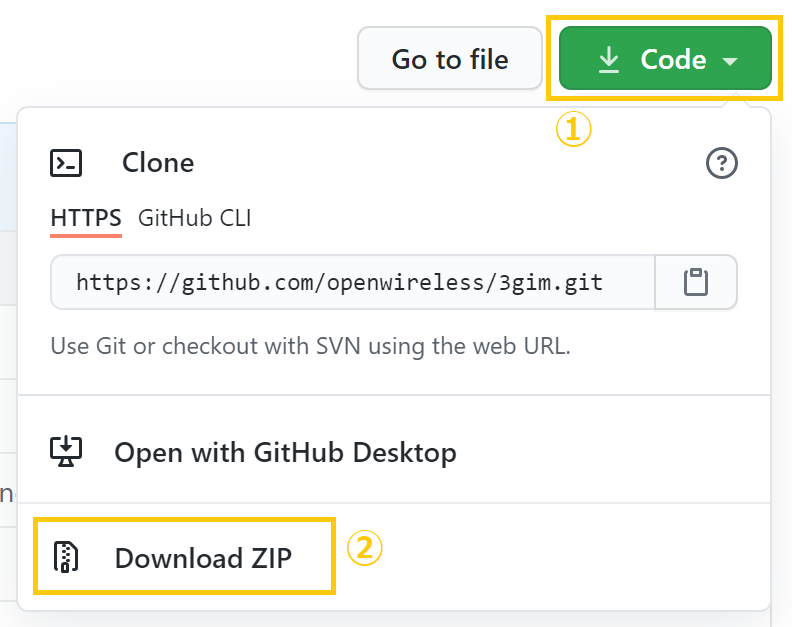 Go to file
Code
①
Clone
HTTPS GitHub CLI
https://github.com/openwireless/3gim.git
Use Git or checkout with SVN using the web URL.
Open with GitHub Desktop
Download ZIP ②